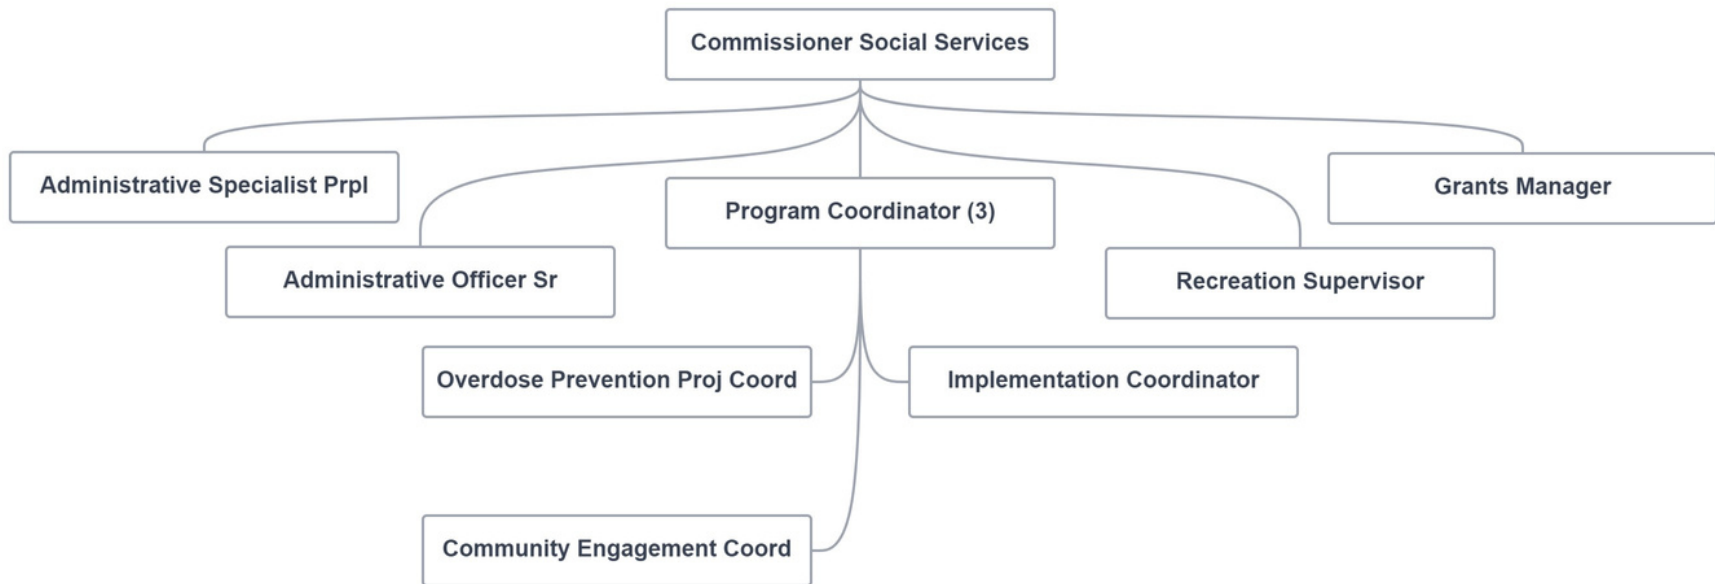 Commissioner Social Services
Administrative Specialist Prpl
Grants Manager
Program Coordinator (3)
Administrative Officer Sr
Recreation Supervisor
Overdose Prevention Proj Coord
Implementation Coordinator
Community Engagement Coord